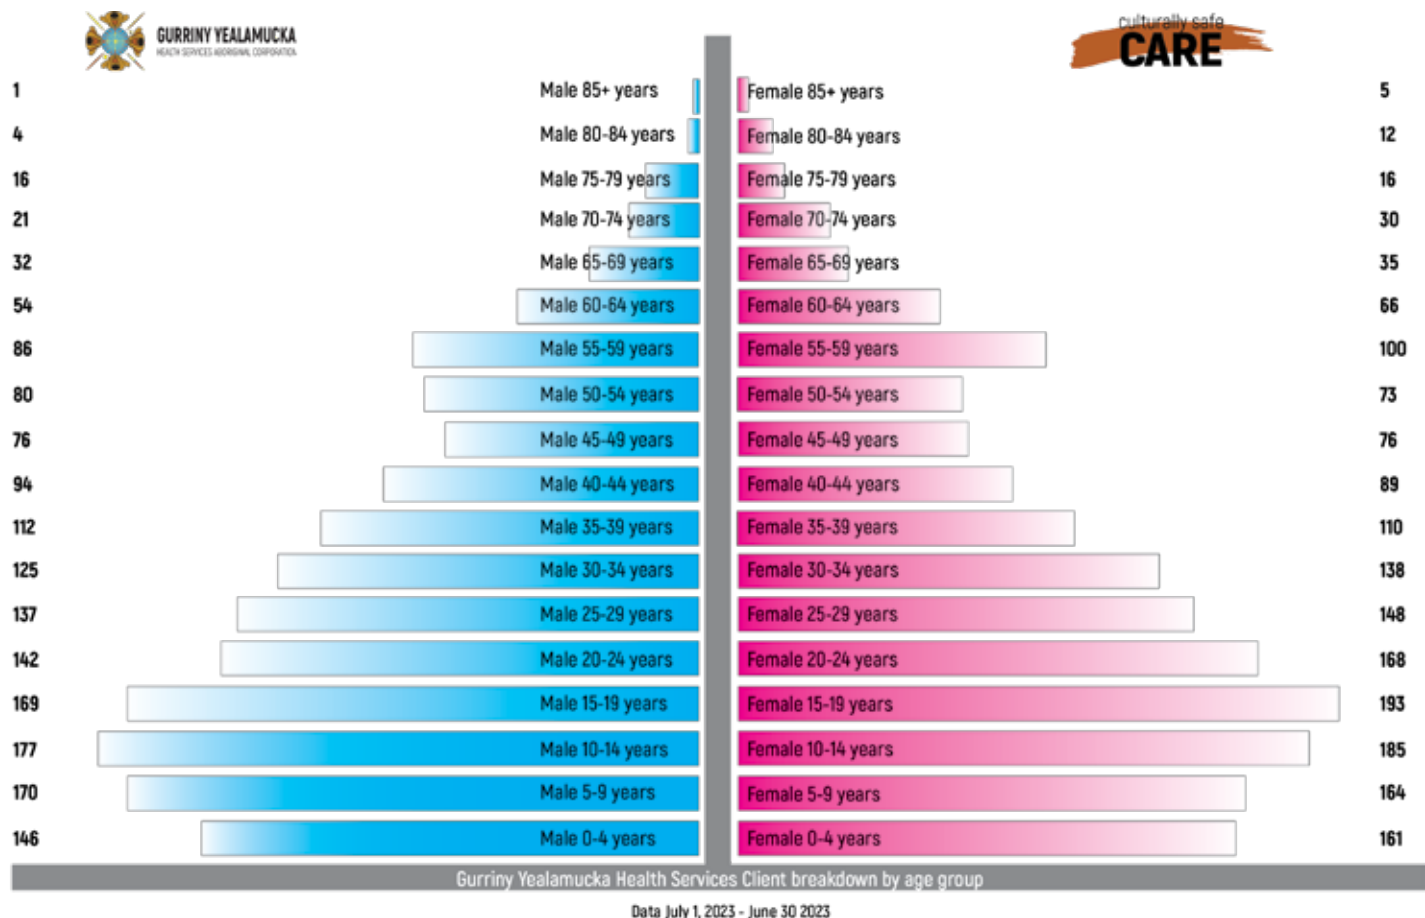 GURRINY YEALAMUCKA
HEALTH SERVICES ABORIGINAL CORPORATION
culturally safe
CARE
1 Male 85+ years Female 85+ years 5
4 Male 80-84 years Female 80-84 years 12
16 Male 75-79 years Female 75-79 years 16
21 Male 70-74 years Female 70-74 years 30
32 Male 65-69 years Female 65-69 years 35
54 Male 60-64 years Female 60-64 years 66
86 Male 55-59 years Female 55-59 years 100
80 Male 50-54 years Female 50-54 years 73
76 Male 45-49 years Female 45-49 years 76
94 Male 40-44 years Female 40-44 years 89
112 Male 35-39 years Female 35-39 years 110
125 Male 30-34 years Female 30-34 years 138
137 Male 25-29 years Female 25-29 years 148
142 Male 20-24 years Female 20-24 years 168
169 Male 15-19 years Female 15-19 years 193
177 Male 10-14 years Female 10-14 years 185
170 Male 5-9 years Female 5-9 years 164
146 Male 0-4 years Female 0-4 years 161
Gurriny Yealamucka Health Services Client breakdown by age group
Data July 1, 2023 - June 30 2023